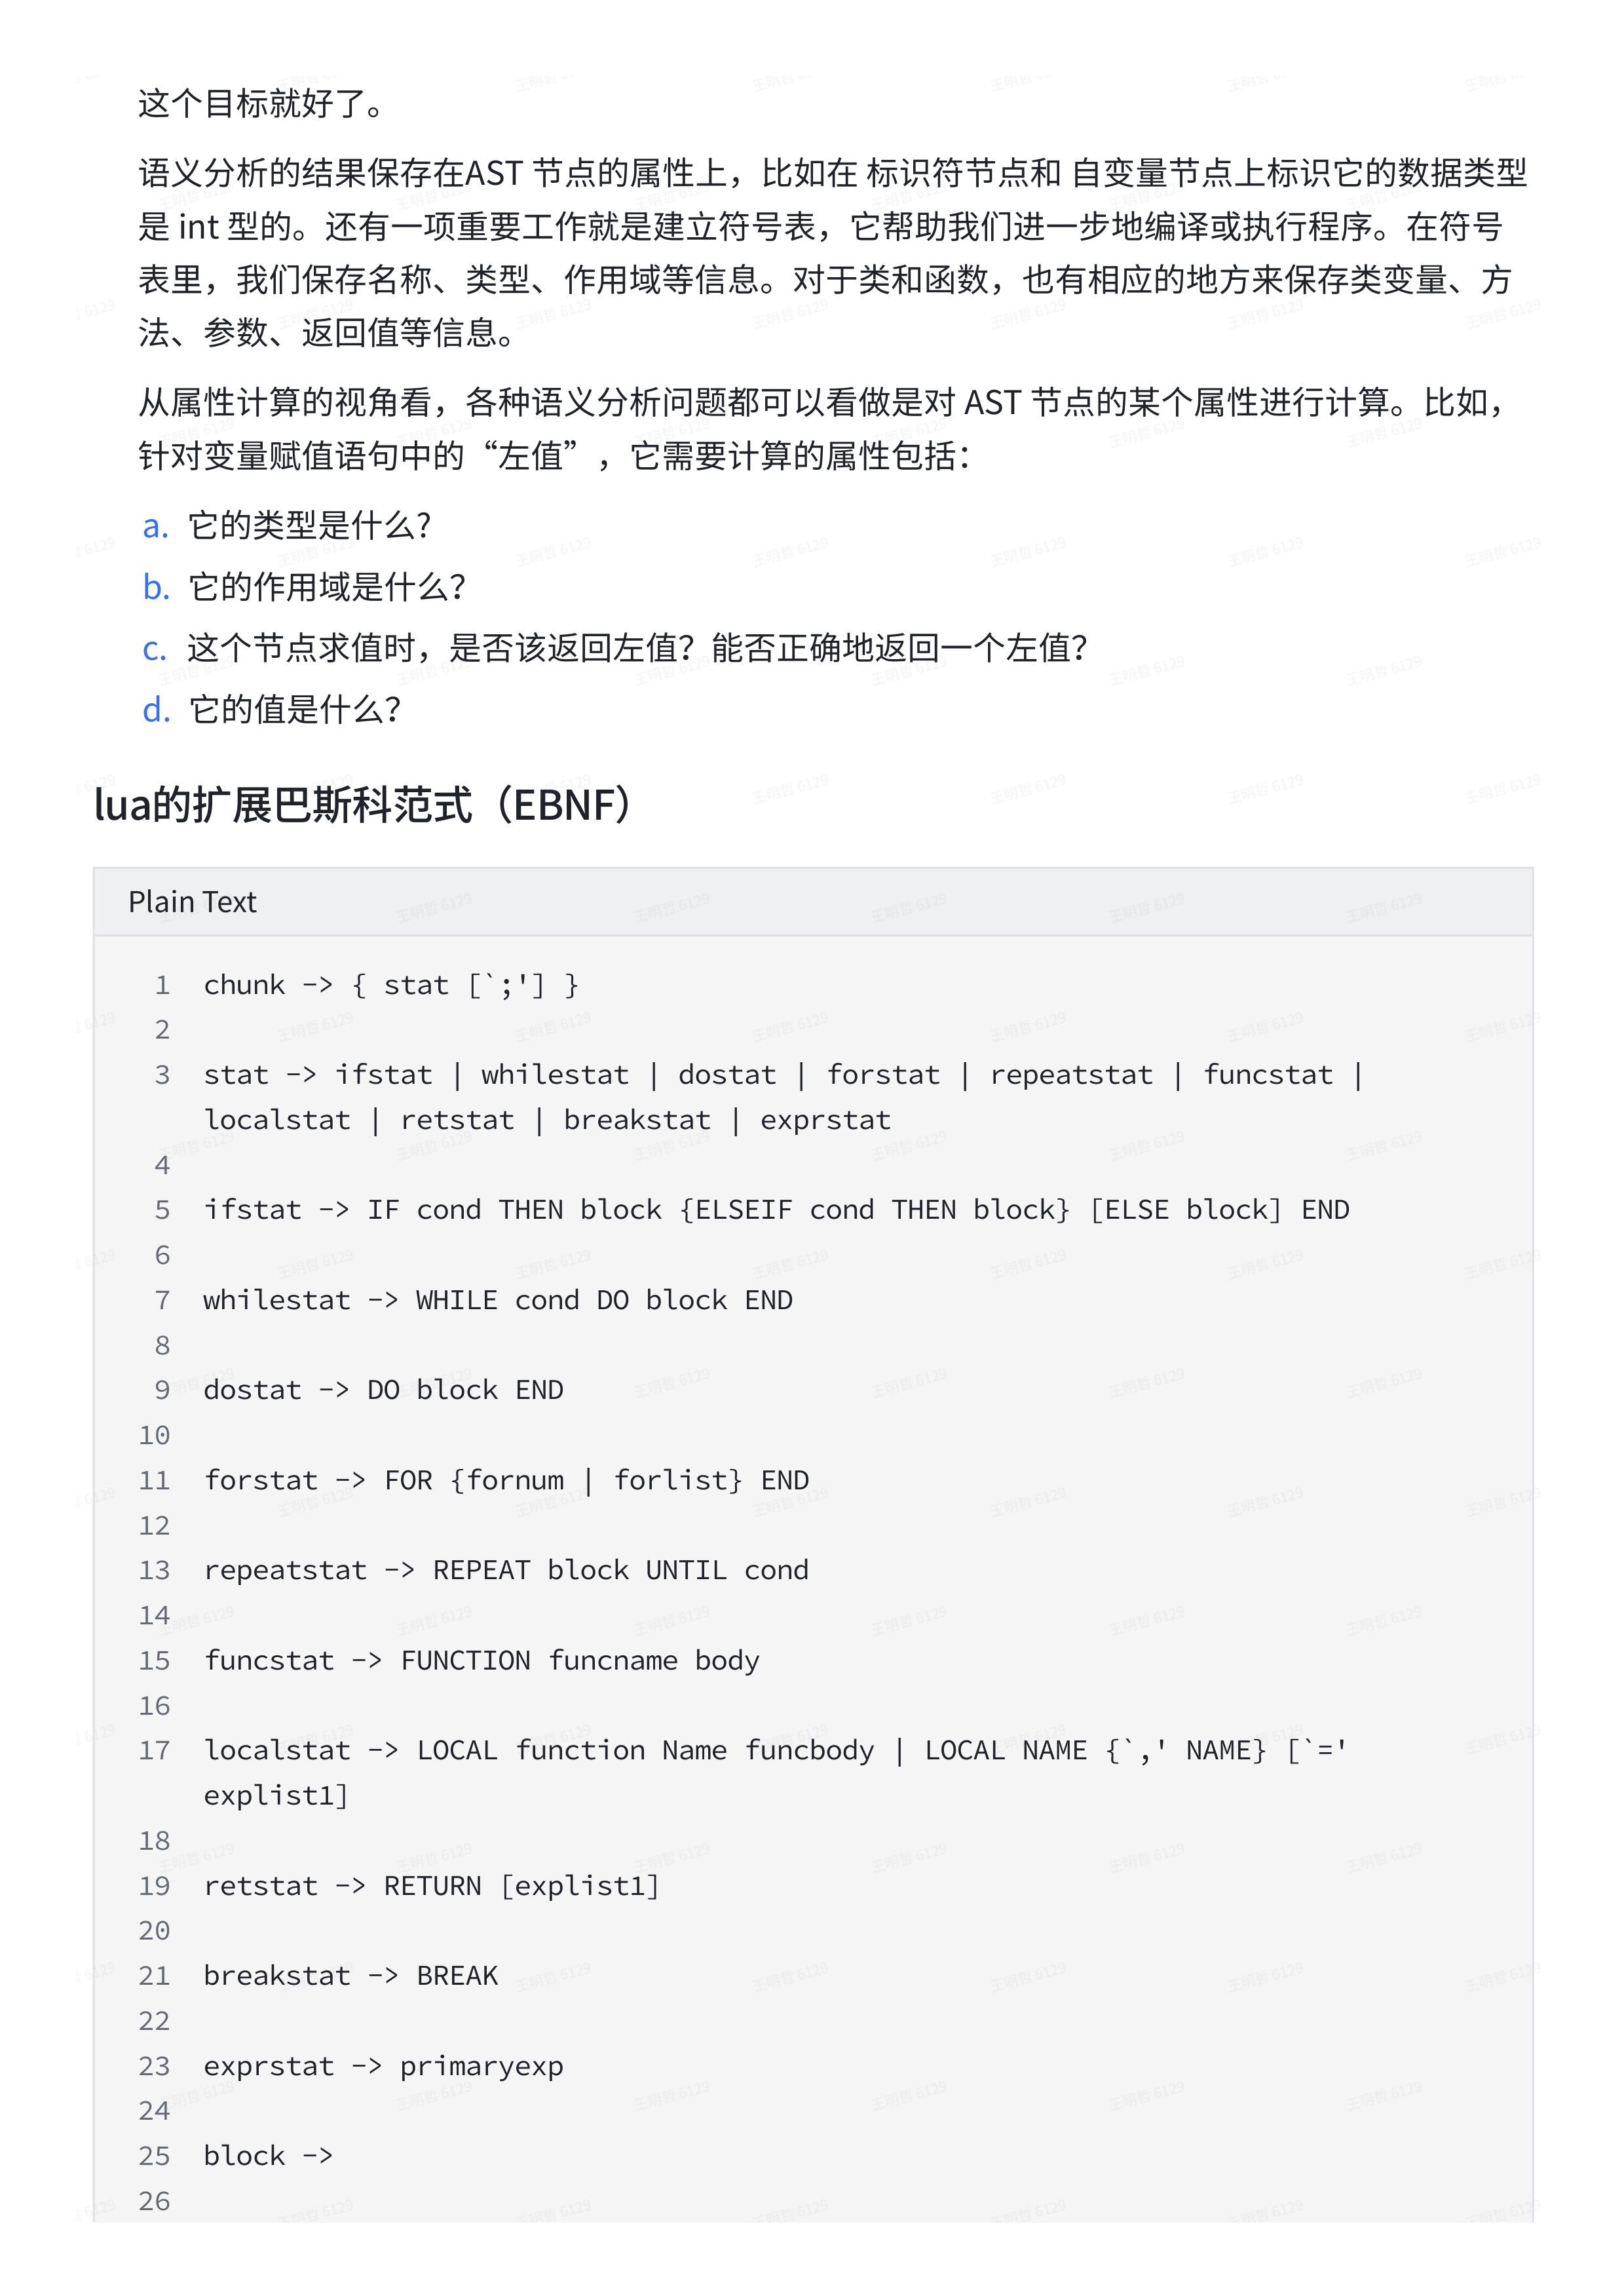 这个目标就好了。
语义分析的结果保存在AST 节点的属性上，比如在 标识符节点和 自变量节点上标识它的数据类型
是 int 型的。还有一项重要工作就是建立符号表，它帮助我们进一步地编译或执行程序。在符号
表里，我们保存名称、类型、作用域等信息。对于类和函数，也有相应的地方来保存类变量、方
法、参数、返回值等信息。
从属性计算的视角看，各种语义分析问题都可以看做是对 AST 节点的某个属性进行计算。比如，
针对变量赋值语句中的“左值”，它需要计算的属性包括：
a. 它的类型是什么?
b. 它的作用域是什么？
c. 这个节点求值时，是否该返回左值？能否正确地返回一个左值？
d. 它的值是什么？
lua的扩展巴斯科范式（EBNF）
Plain Text
1 chunk -> { stat [`;'] }
2
3 stat -> ifstat | whilestat | dostat | forstat | repeatstat | funcstat |
localstat | retstat | breakstat | exprstat
4
5 ifstat -> IF cond THEN block {ELSEIF cond THEN block} [ELSE block] END
6
7 whilestat -> WHILE cond DO block END
8
9 dostat -> DO block END
10
11 forstat -> FOR {fornum | forlist} END
12
13 repeatstat -> REPEAT block UNTIL cond
14
15 funcstat -> FUNCTION funcname body
16
17 localstat -> LOCAL function Name funcbody | LOCAL NAME {`,' NAME} [`='
explist1]
18
19 retstat -> RETURN [explist1]
20
21 breakstat -> BREAK
22
23 exprstat -> primaryexp
24
25 block ->
26
王明哲 6129